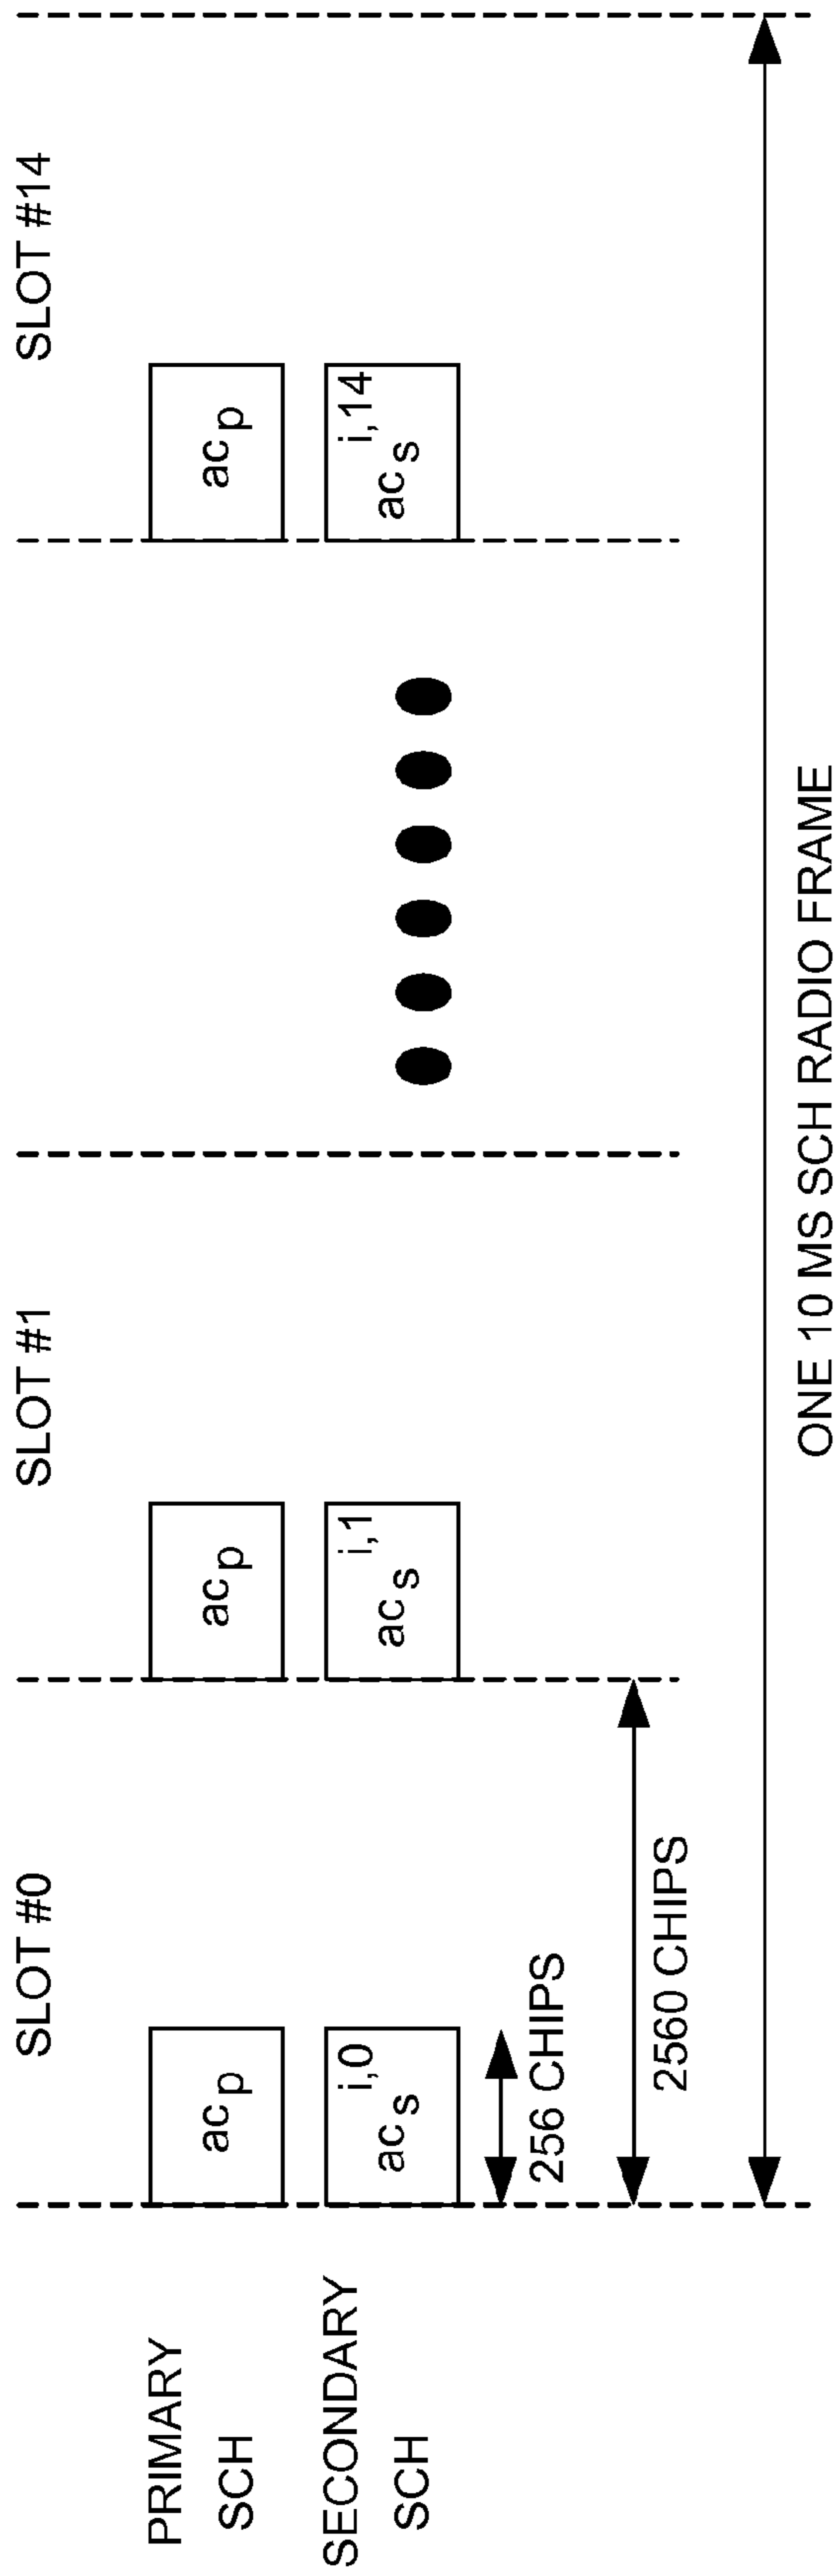 SLOT #0
SLOT #1
SLOT #14
PRIMARY
SCH
ac_p
ac_p
ac_p
SECONDARY
SCH
ac_s^i,0
ac_s^i,1
ac_s^i,14
256 CHIPS
2560 CHIPS
ONE 10 MS SCH RADIO FRAME